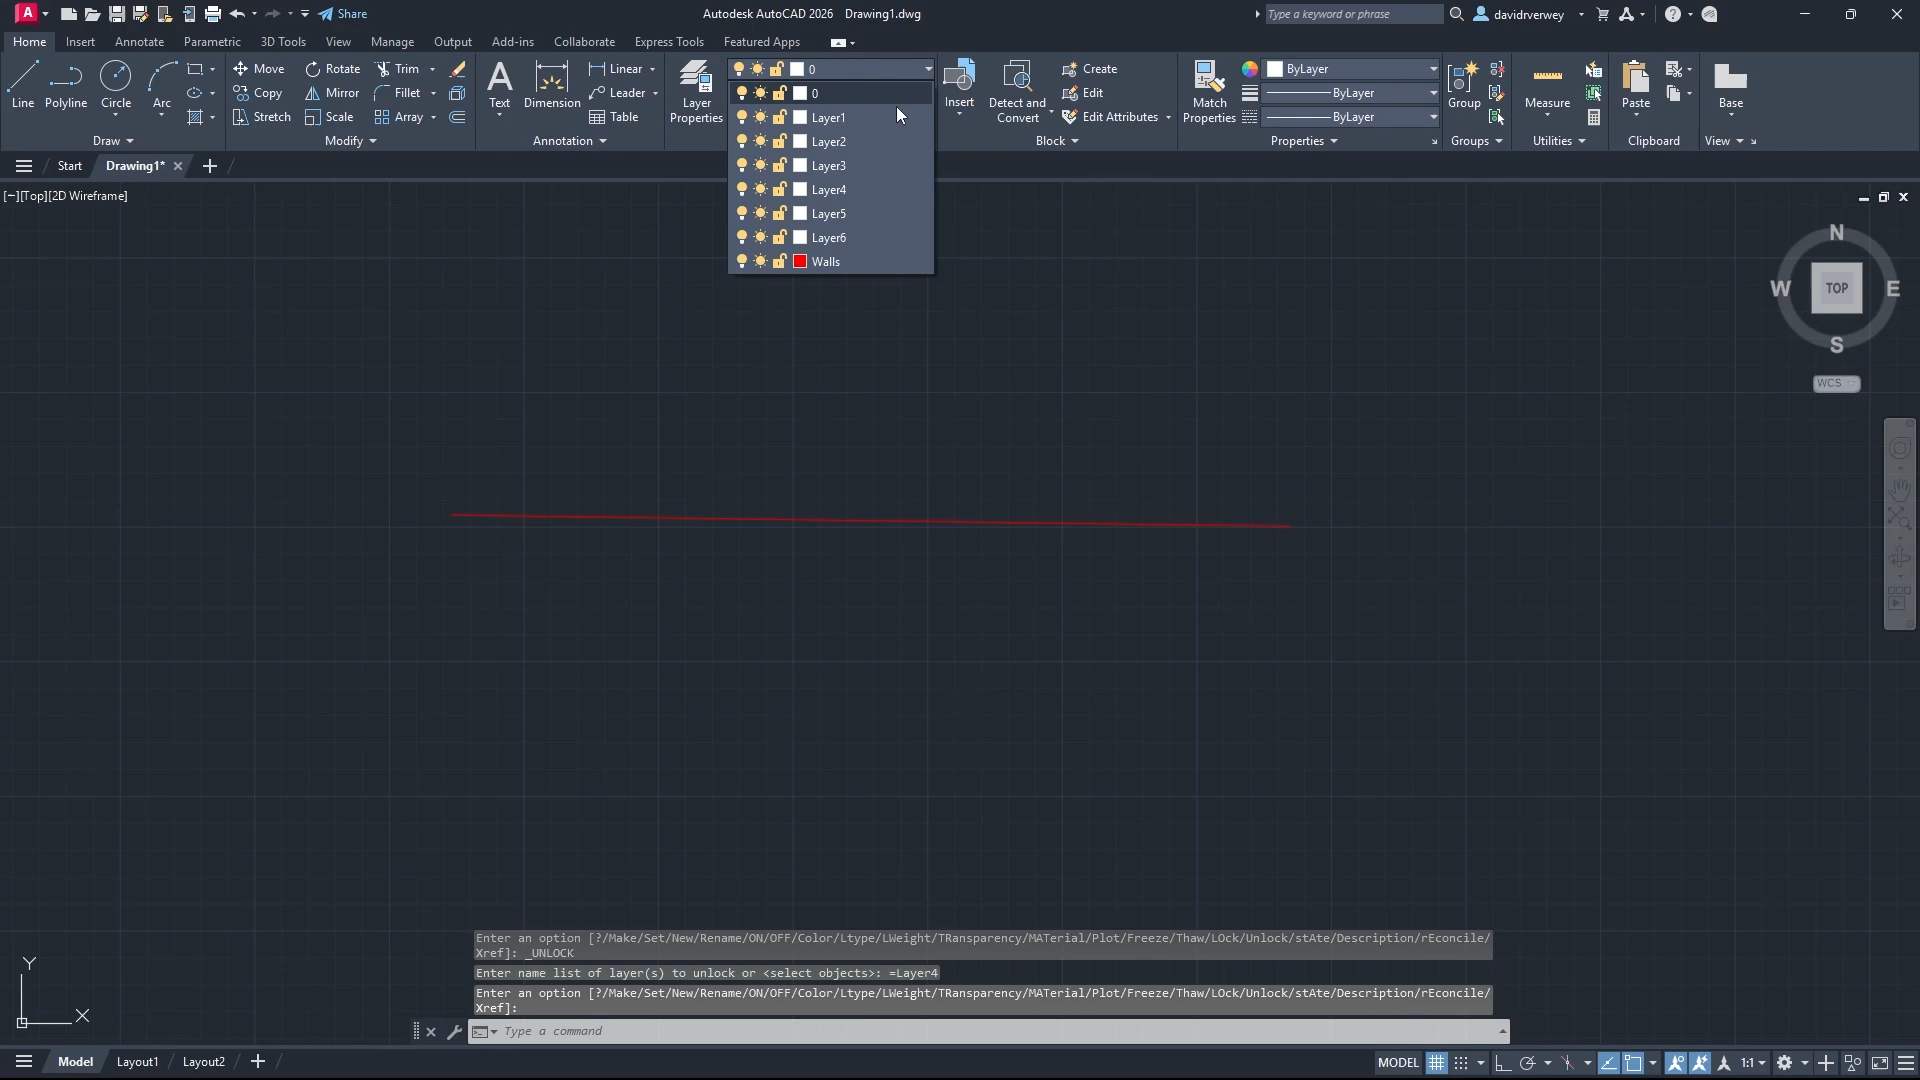 A Share Autodesk AutoCAD 2026 Drawing1.dwg Type a keyword or phrase davidrverwey
Home Insert Annotate Parametric 3D Tools View Manage Output Add-ins Collaborate Express Tools Featured Apps
Line Polyline Circle Arc
Draw
Move Rotate Trim
Copy Mirror Fillet
Stretch Scale Array
Modify
Text Dimension
Linear
Leader
Table
Annotation
Layer
Properties
0
0
Layer1
Layer2
Layer3
Layer4
Layer5
Layer6
Walls
Insert
Detect and
Convert
Create
Edit
Edit Attributes
Block
Match
Properties
ByLayer
ByLayer
ByLayer
Properties
Group
Groups
Measure
Utilities
Paste
Clipboard
Base
View
Start Drawing1*
[−][Top][2D Wireframe]
N
W TOP E
S
WCS
Y
X
Enter an option [?/Make/Set/New/Rename/ON/OFF/Color/Ltype/LWeight/TRansparency/MATerial/Plot/Freeze/Thaw/LOck/Unlock/stAte/Description/rEconcile/
Xref]: _UNLOCK
Enter name list of layer(s) to unlock or <select objects>: =Layer4
Enter an option [?/Make/Set/New/Rename/ON/OFF/Color/Ltype/LWeight/TRansparency/MATerial/Plot/Freeze/Thaw/LOck/Unlock/stAte/Description/rEconcile/
Xref]:
Type a command
Model Layout1 Layout2
MODEL 1:1